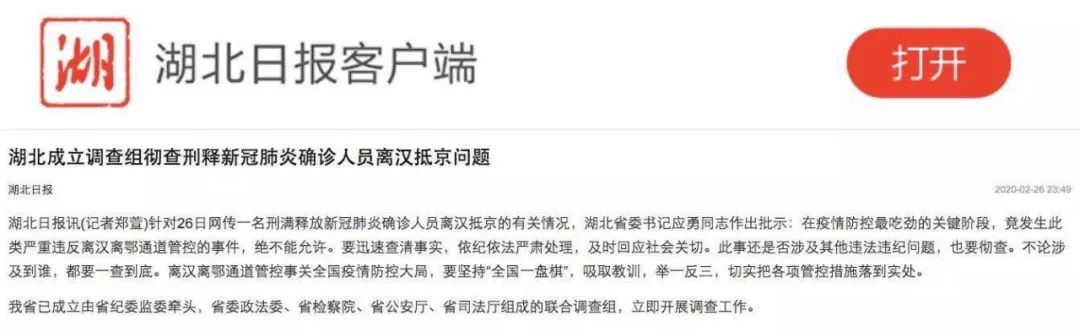 湖
湖北日报客户端
打开
湖北成立调查组彻查刑释新冠肺炎确诊人员离汉抵京问题
湖北日报
2020-02-26 23:49
湖北日报讯(记者郑萱)针对26日网传一名刑满释放新冠肺炎确诊人员离汉抵京的有关情况，湖北省委书记应勇同志作出批示：在疫情防控最吃劲的关键阶段，竟发生此
类严重违反离汉离鄂通道管控的事件，绝不能允许。要迅速查清事实，依纪依法严肃处理，及时回应社会关切。此事还是否涉及其他违法违纪问题，也要彻查。不论涉
及到谁，都要一查到底。离汉离鄂通道管控事关全国疫情防控大局，要坚持“全国一盘棋”，吸取教训，举一反三，切实把各项管控措施落到实处。
我省已成立由省纪委监委牵头，省委政法委、省检察院、省公安厅、省司法厅组成的联合调查组，立即开展调查工作。